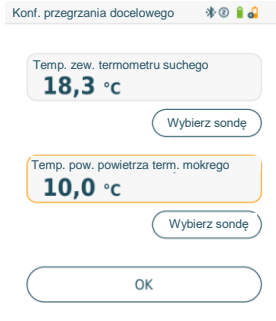 Konf. przegrzania docelowego
Temp. zew. termometru suchego
18,3 °C
Wybierz sondę
Temp. pow. powietrza term. mokrego
10,0 °C
Wybierz sondę
OK